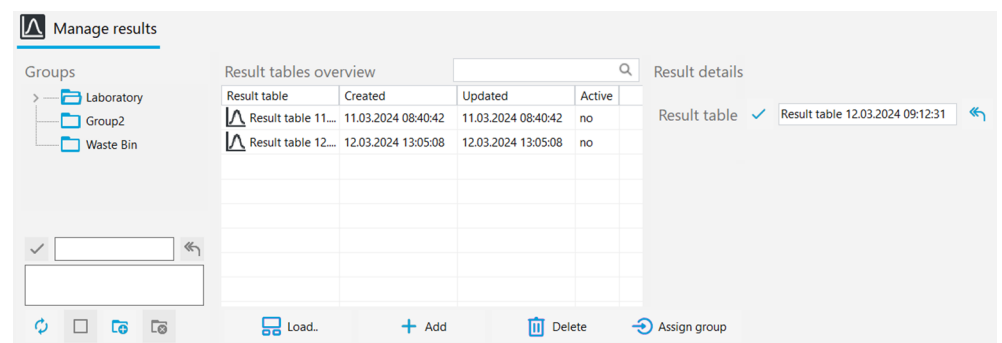 Manage results
Groups
Laboratory
Group2
Waste Bin
Result tables overview
Result table Created Updated Active
Result table 11.... 11.03.2024 08:40:42 11.03.2024 08:40:42 no
Result table 12.... 12.03.2024 13:05:08 12.03.2024 13:05:08 no
Load..
Add
Delete
Assign group
Result details
Result table Result table 12.03.2024 09:12:31